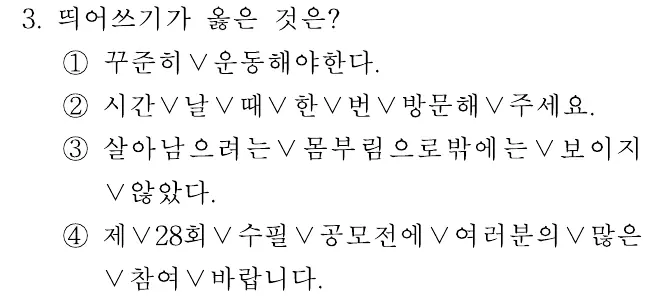 3. 띄어쓰기가 옳은 것은?
① 꾸준히∨운동해야한다.
② 시간∨날∨때∨한∨번∨방문해∨주세요.
③ 살아남으려는∨몸부림으로밖에는∨보이지
∨않았다.
④ 제∨28회∨수필∨공모전에∨여러분의∨많은
∨참여∨바랍니다.